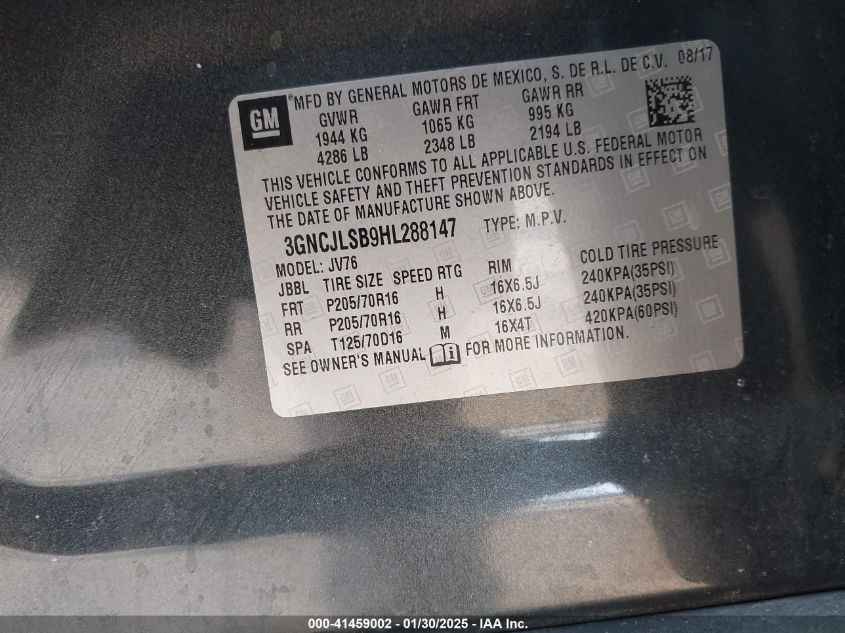 GM
®MFD BY GENERAL MOTORS DE MEXICO, S. DE R.L. DE C.V. 08/17
GVWR GAWR FRT GAWR RR
1944 KG 1065 KG 995 KG
4286 LB 2348 LB 2194 LB
THIS VEHICLE CONFORMS TO ALL APPLICABLE U.S. FEDERAL MOTOR
VEHICLE SAFETY AND THEFT PREVENTION STANDARDS IN EFFECT ON
THE DATE OF MANUFACTURE SHOWN ABOVE.
3GNCJLSB9HL288147 TYPE: M.P.V.
MODEL: JV76
JBBL TIRE SIZE SPEED RTG RIM COLD TIRE PRESSURE
FRT P205/70R16 H 16X6.5J 240KPA(35PSI)
RR P205/70R16 H 16X6.5J 240KPA(35PSI)
SPA T125/70D16 M 16X4T 420KPA(60PSI)
SEE OWNER'S MANUAL i FOR MORE INFORMATION.
000-41459002 - 01/30/2025 - IAA Inc.